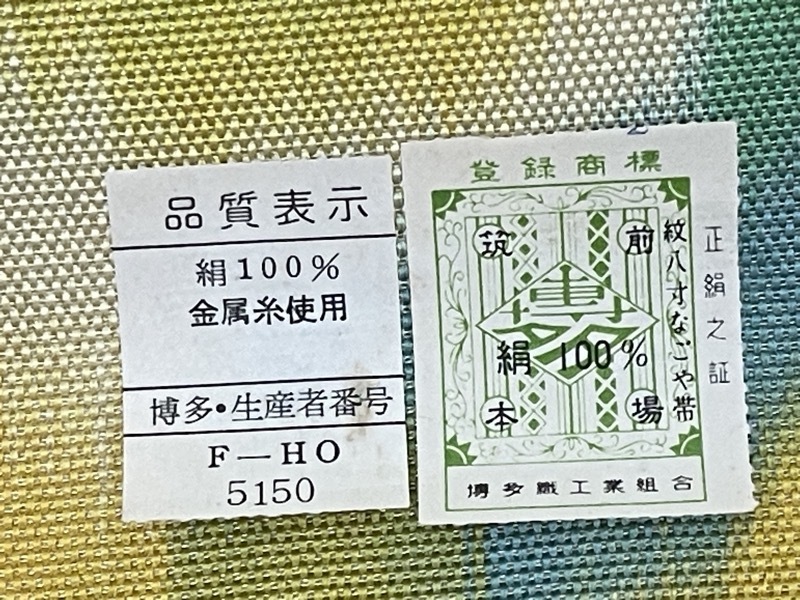 品質表示
絹100%
金属糸使用
博多・生産者番号
F—HO
5150
登録商標
筑前
博多
絹 100%
本場
紋八寸なごや帯
正絹之証
博多織工業組合